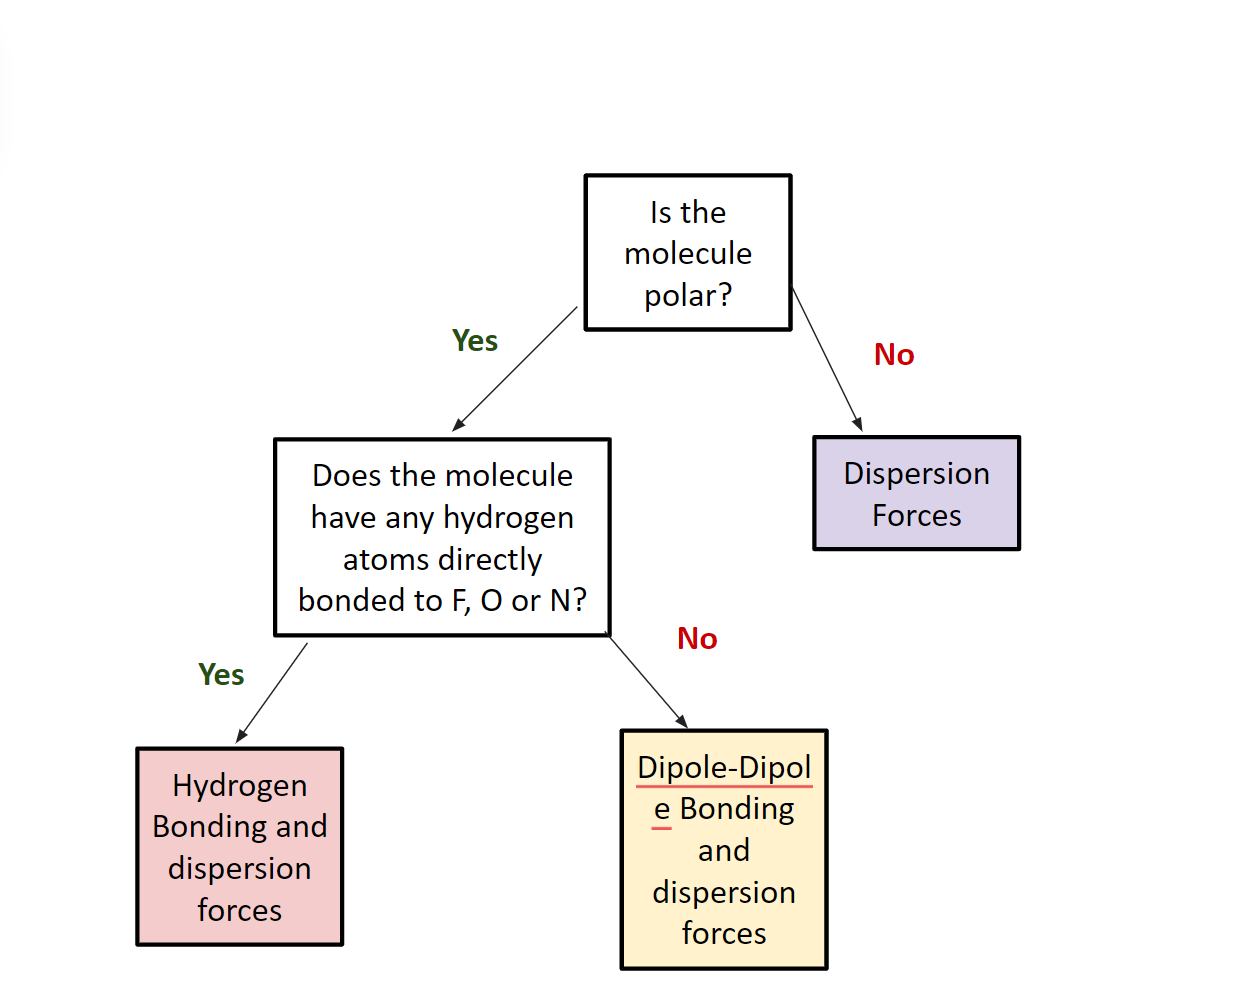 Is the
molecule
polar?
Yes
No
Does the molecule
have any hydrogen
atoms directly
bonded to F, O or N?
Dispersion
Forces
Yes
No
Hydrogen
Bonding and
dispersion
forces
Dipole-Dipol
e Bonding
and
dispersion
forces